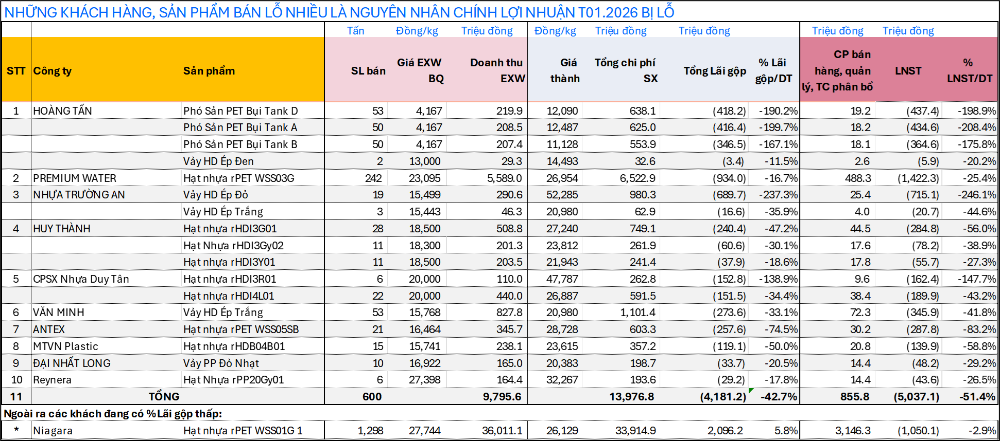 NHỮNG KHÁCH HÀNG, SẢN PHẨM BÁN LỖ NHIỀU LÀ NGUYÊN NHÂN CHÍNH LỢI NHUẬN T01.2026 BỊ LỖ
Tấn Đồng/kg Triệu đồng Đồng/kg Triệu đồng Triệu đồng Triệu đồng Triệu đồng
STT Công ty Sản phẩm SL bán Giá EXW BQ Doanh thu EXW Giá thành Tổng chi phí SX Tổng Lãi gộp % Lãi gộp/DT CP bán hàng, quản lý, TC phân bổ LNST % LNST/DT
1 HOÀNG TẤN Phó Sản PET Bụi Tank D 53 4,167 219.9 12,090 638.1 (418.2) -190.2% 19.2 (437.4) -198.9%
Phó Sản PET Bụi Tank A 50 4,167 208.5 12,487 625.0 (416.4) -199.7% 18.2 (434.6) -208.4%
Phó Sản PET Bụi Tank B 50 4,167 207.4 11,128 553.9 (346.5) -167.1% 18.1 (364.6) -175.8%
Vảy HD Ép Đen 2 13,000 29.3 14,493 32.6 (3.4) -11.5% 2.6 (5.9) -20.2%
2 PREMIUM WATER Hạt nhựa rPET WSS03G 242 23,095 5,589.0 26,954 6,522.9 (934.0) -16.7% 488.3 (1,422.3) -25.4%
3 NHỰA TRƯỜNG AN Vảy HD Ép Đỏ 19 15,499 290.6 52,285 980.3 (689.7) -237.3% 25.4 (715.1) -246.1%
Vảy HD Ép Trắng 3 15,443 46.3 20,980 62.9 (16.6) -35.9% 4.0 (20.7) -44.6%
4 HUY THÀNH Hạt nhựa rHDI3G01 28 18,500 508.8 27,240 749.1 (240.4) -47.2% 44.5 (284.8) -56.0%
Hạt Nhựa rHDI3Gy02 11 18,300 201.3 23,812 261.9 (60.6) -30.1% 17.6 (78.2) -38.9%
Hạt nhựa rHDI3Y01 11 18,500 203.5 21,943 241.4 (37.9) -18.6% 17.8 (55.7) -27.3%
5 CPSX Nhựa Duy Tân Hạt nhựa rHDI3R01 6 20,000 110.0 47,787 262.8 (152.8) -138.9% 9.6 (162.4) -147.7%
Hạt nhựa rHDI4L01 22 20,000 440.0 26,887 591.5 (151.5) -34.4% 38.4 (189.9) -43.2%
6 VĂN MINH Vảy HD Ép Trắng 53 15,768 827.8 20,980 1,101.4 (273.6) -33.1% 72.3 (345.9) -41.8%
7 ANTEX Hạt nhựa rPET WSS05SB 21 16,464 345.7 28,728 603.3 (257.6) -74.5% 30.2 (287.8) -83.2%
8 MTVN Plastic Hạt nhựa rHDB04B01 15 15,741 238.1 23,615 357.2 (119.1) -50.0% 20.8 (139.9) -58.8%
9 ĐẠI NHẤT LONG Vảy PP Đỏ Nhạt 10 16,922 165.0 20,383 198.7 (33.7) -20.5% 14.4 (48.2) -29.2%
10 Reynera Hạt Nhựa rPP20Gy01 6 27,398 164.4 32,267 193.6 (29.2) -17.8% 14.4 (43.6) -26.5%
11 TỔNG 600 9,795.6 13,976.8 (4,181.2) -42.7% 855.8 (5,037.1) -51.4%
Ngoài ra các khách đang có %Lãi gộp thấp:
* Niagara Hạt nhựa rPET WSS01G 1 1,298 27,744 36,011.1 26,129 33,914.9 2,096.2 5.8% 3,146.3 (1,050.1) -2.9%